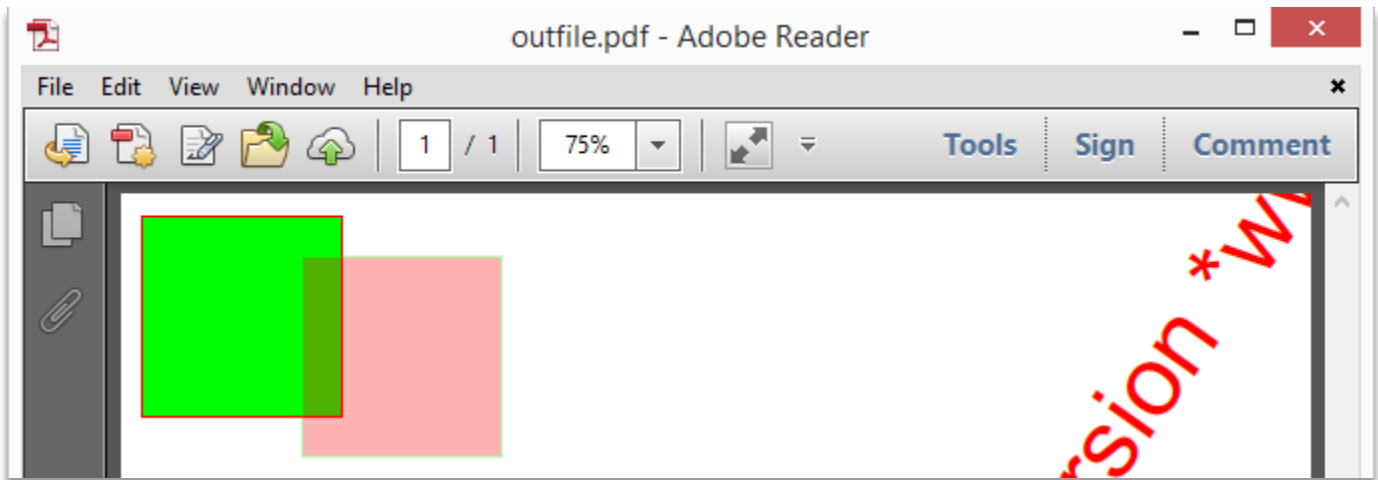 outfile.pdf - Adobe Reader
File Edit View Window Help
1 / 1 75% Tools Sign Comment
rsion *w